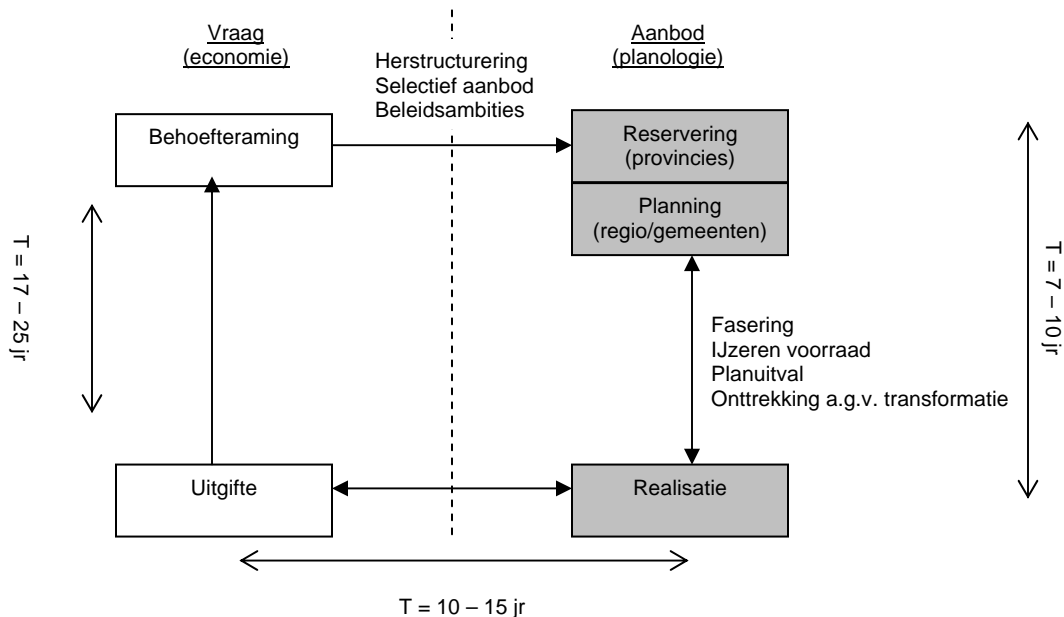 Vraag
(economie)
Aanbod
(planologie)
Herstructurering
Selectief aanbod
Beleidsambities
Behoefteraming
Reservering
(provincies)
Planning
(regio/gemeenten)
T = 17 – 25 jr
T = 7 – 10 jr
Fasering
IJzeren voorraad
Planuitval
Onttrekking a.g.v. transformatie
Uitgifte
Realisatie
T = 10 – 15 jr